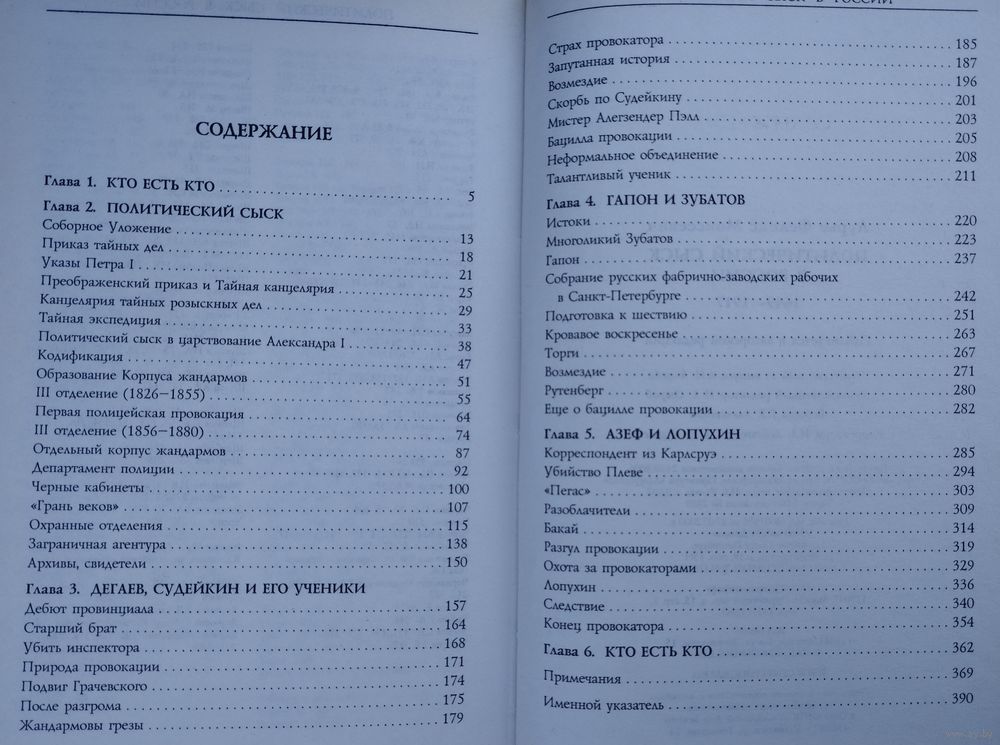 СОДЕРЖАНИЕ
Глава 1. КТО ЕСТЬ КТО 5
Глава 2. ПОЛИТИЧЕСКИЙ СЫСК
Соборное Уложение 13
Приказ тайных дел 18
Указы Петра I 21
Преображенский приказ и Тайная канцелярия 25
Канцелярия тайных розыскных дел 29
Тайная экспедиция 33
Политический сыск в царствование Александра I 38
Кодификация 47
Образование Корпуса жандармов 51
III отделение (1826—1855) 55
Первая полицейская провокация 64
III отделение (1856—1880) 74
Отдельный корпус жандармов 87
Департамент полиции 92
Черные кабинеты 100
«Грань веков» 107
Охранные отделения 115
Заграничная агентура 138
Архивы, свидетели 150
Глава 3. ДЕГАЕВ, СУДЕЙКИН И ЕГО УЧЕНИКИ
Дебют провинциала 157
Старший брат 164
Убить инспектора 168
Природа провокации 171
Подвиг Грачевского 174
После разгрома 175
Жандармовы грезы 179
В РОССИИ
Страх провокатора 185
Запутанная история 187
Возмездие 196
Скорбь по Судейкину 201
Мистер Алегзендер Пэлл 203
Бацилла провокации 205
Неформальное объединение 208
Талантливый ученик 211
Глава 4. ГАПОН И ЗУБАТОВ
Истоки 220
Многоликий Зубатов 223
Гапон 237
Собрание русских фабрично-заводских рабочих
в Санкт-Петербурге 242
Подготовка к шествию 251
Кровавое воскресенье 263
Торги 267
Возмездие 271
Рутенберг 280
Еще о бацилле провокации 282
Глава 5. АЗЕФ И ЛОПУХИН
Корреспондент из Карлсруэ 285
Убийство Плеве 294
«Пегас» 303
Разоблачители 309
Бакай 314
Разгул провокации 319
Охота за провокаторами 329
Лопухин 336
Следствие 340
Конец провокатора 354
Глава 6. КТО ЕСТЬ КТО 362
Примечания 369
Именной указатель 390